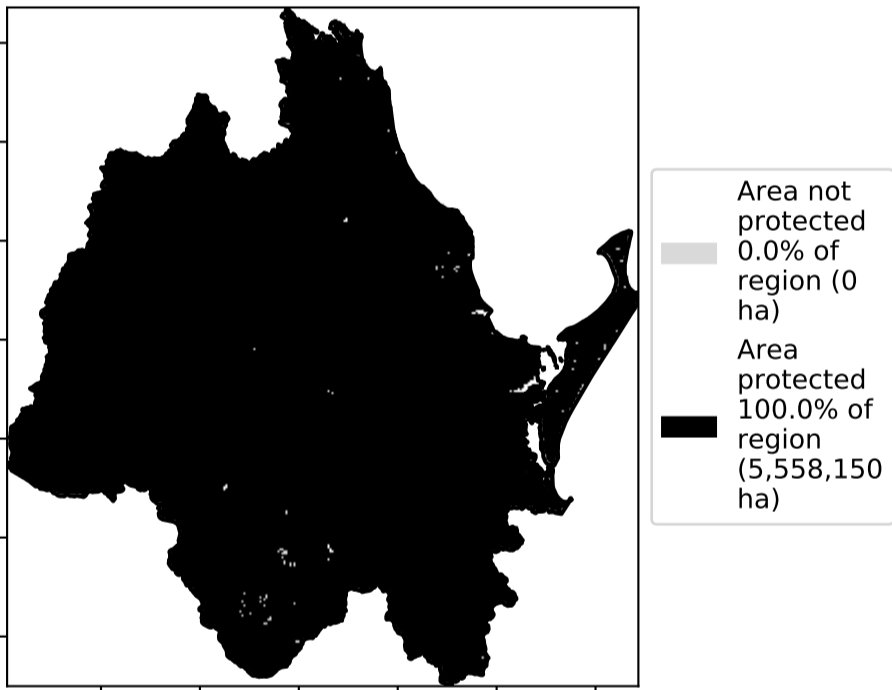 Area not
protected
0.0% of
region (0
ha)
Area
protected
100.0% of
region
(5,558,150
ha)